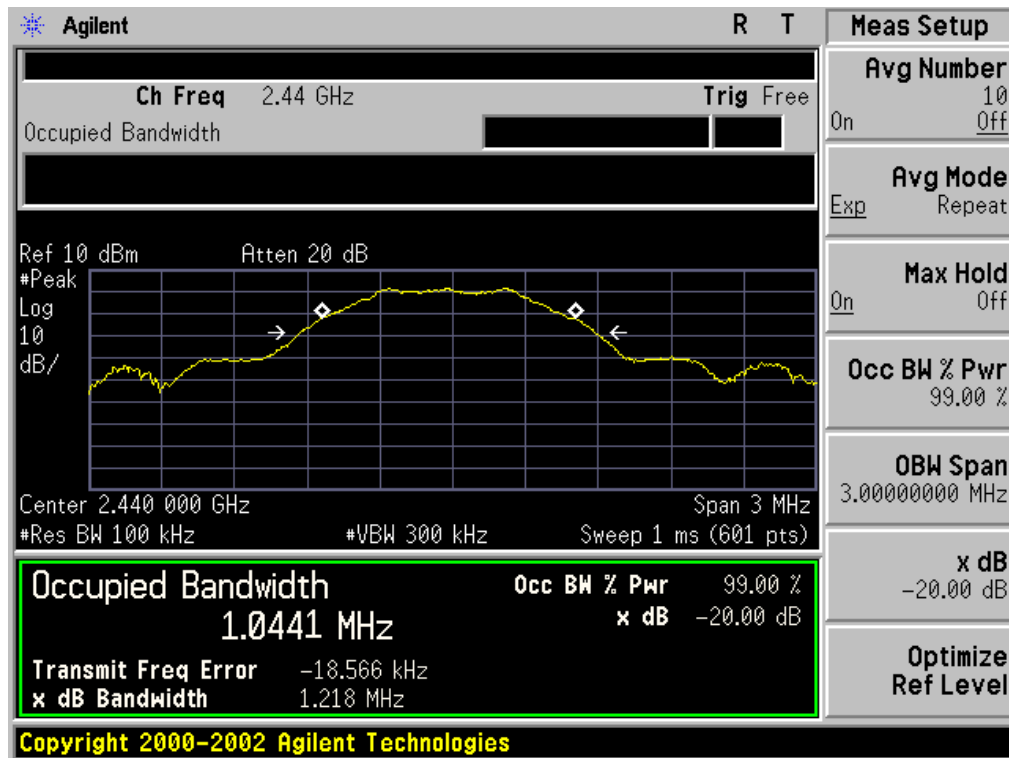 Agilent R T
Ch Freq 2.44 GHz Trig Free
Occupied Bandwidth
Ref 10 dBm Atten 20 dB
#Peak
Log
10
dB/
Center 2.440 000 GHz Span 3 MHz
#Res BW 100 kHz #VBW 300 kHz Sweep 1 ms (601 pts)
Occupied Bandwidth Occ BW % Pwr 99.00 %
1.0441 MHz x dB -20.00 dB
Transmit Freq Error -18.566 kHz
x dB Bandwidth 1.218 MHz
Copyright 2000-2002 Agilent Technologies
Meas Setup
Avg Number
10
On Off
Avg Mode
Exp Repeat
Max Hold
On Off
Occ BW % Pwr
99.00 %
OBW Span
3.00000000 MHz
x dB
-20.00 dB
Optimize
Ref Level